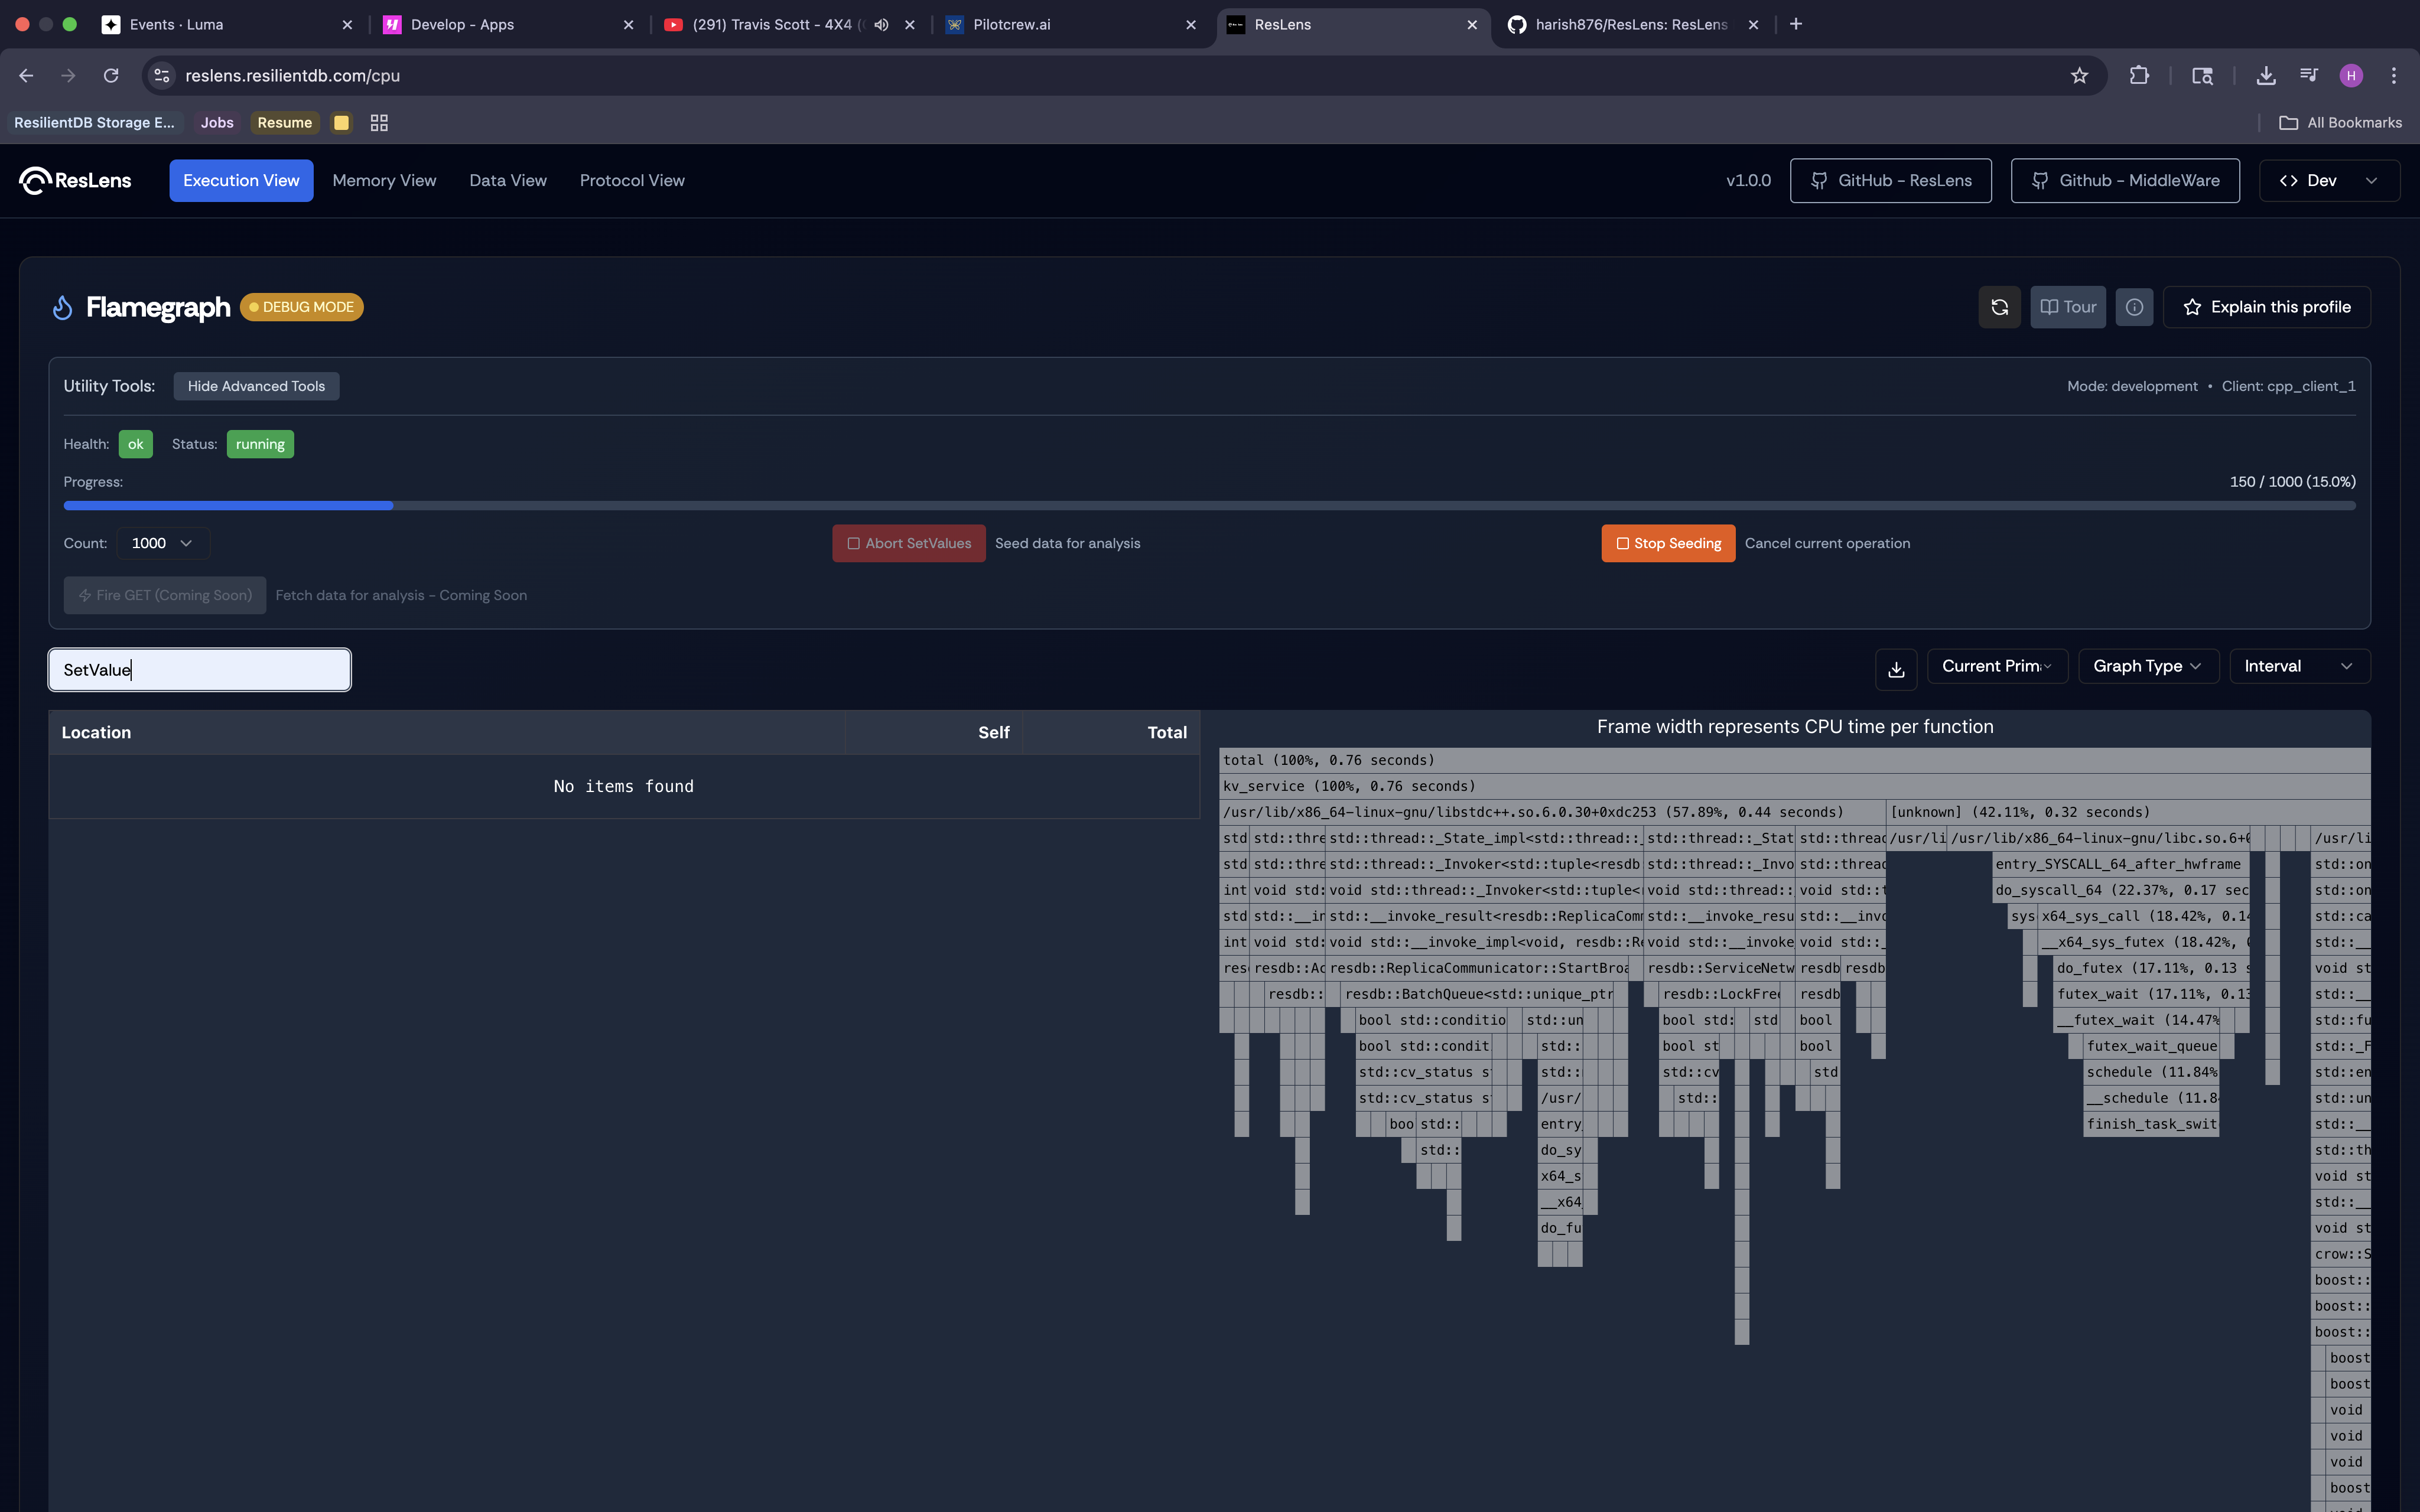 Events · Luma
Develop - Apps
(291) Travis Scott - 4X4 (
Pilotcrew.ai
ResLens
harish876/ResLens: ResLens
reslens.resilientdb.com/cpu
H
ResilientDB Storage E...
Jobs
Resume
All Bookmarks
ResLens
Execution View
Memory View
Data View
Protocol View
v1.0.0
GitHub - ResLens
Github - MiddleWare
Dev
Flamegraph
DEBUG MODE
Tour
Explain this profile
Utility Tools:
Hide Advanced Tools
Mode: development • Client: cpp_client_1
Health: ok Status: running
Progress:
150 / 1000 (15.0%)
Count: 1000
Abort SetValues Seed data for analysis
Stop Seeding Cancel current operation
Fire GET (Coming Soon) Fetch data for analysis - Coming Soon
SetValue
Current Prim
Graph Type
Interval
Location Self Total
No items found
Frame width represents CPU time per function
total (100%, 0.76 seconds)
kv_service (100%, 0.76 seconds)
/usr/lib/x86_64-linux-gnu/libstdc++.so.6.0.30+0xdc253 (57.89%, 0.44 seconds) [unknown] (42.11%, 0.32 seconds)
std std::thre std::thread::_State_impl<std::thread::_ std::thread::_Stat std::thread /usr/li /usr/lib/x86_64-linux-gnu/libc.so.6+0 /usr/li
std std::thre std::thread::_Invoker<std::tuple<resdb std::thread::_Invo std::thread entry_SYSCALL_64_after_hwframe std::on
int void std: void std::thread::_Invoker<std::tuple< void std::thread:: void std::t do_syscall_64 (22.37%, 0.17 sec std::on
std std::__in std::__invoke_result<resdb::ReplicaComm std::__invoke_resu std::__invo sys x64_sys_call (18.42%, 0.14 std::ca
int void std: void std::__invoke_impl<void, resdb::Re void std::__invoke void std::_ __x64_sys_futex (18.42%, std::__
res resdb::Ac resdb::ReplicaCommunicator::StartBroa resdb::ServiceNetw resdb resdb do_futex (17.11%, 0.13 s void st
resdb:: resdb::BatchQueue<std::unique_ptr resdb::LockFre resdb futex_wait (17.11%, 0.13 std::__
bool std::conditio std::un bool std: std bool __futex_wait (14.47% std::fu
bool std::condit std:: bool st bool futex_wait_queue std::_F
std::cv_status s std:: std::cv std schedule (11.84% std::en
std::cv_status s /usr/ std:: __schedule (11.8 std::un
boo std:: entry finish_task_swit std::__
std:: do_sy std::th
x64_s void st
__x64 std::__
do_fu void st
crow::S
boost::
boost::
boost::
boost
boost
void
void
void
boost